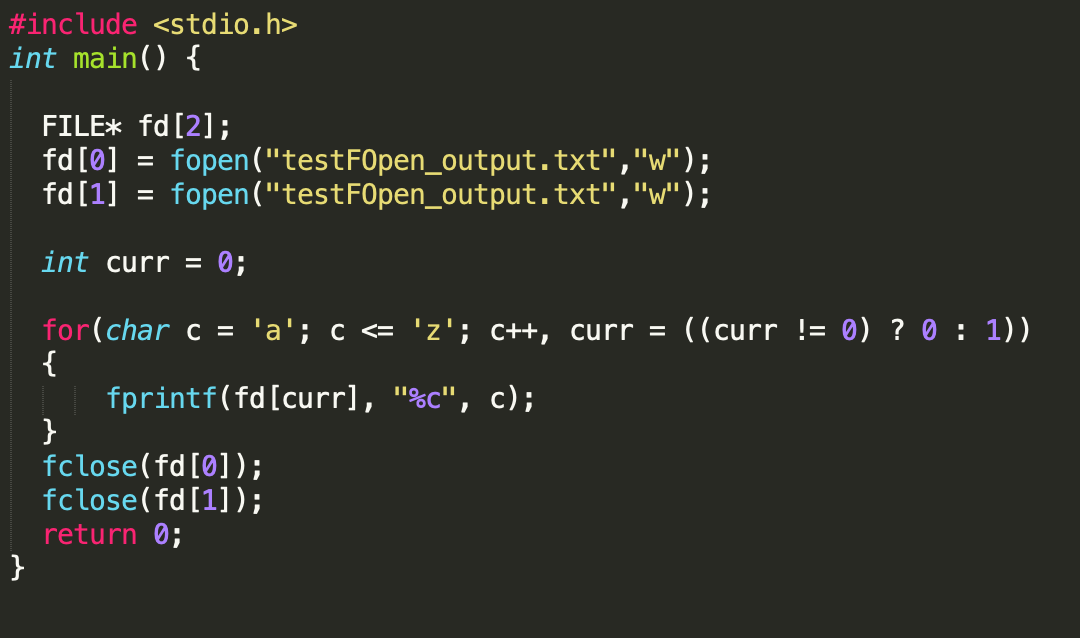 #include <stdio.h>
int main() {
FILE* fd[2];
fd[0] = fopen("testFOpen_output.txt","w");
fd[1] = fopen("testFOpen_output.txt","w");
int curr = 0;
for(char c = 'a'; c <= 'z'; c++, curr = ((curr != 0) ? 0 : 1))
{
fprintf(fd[curr], "%c", c);
}
fclose(fd[0]);
fclose(fd[1]);
return 0;
}